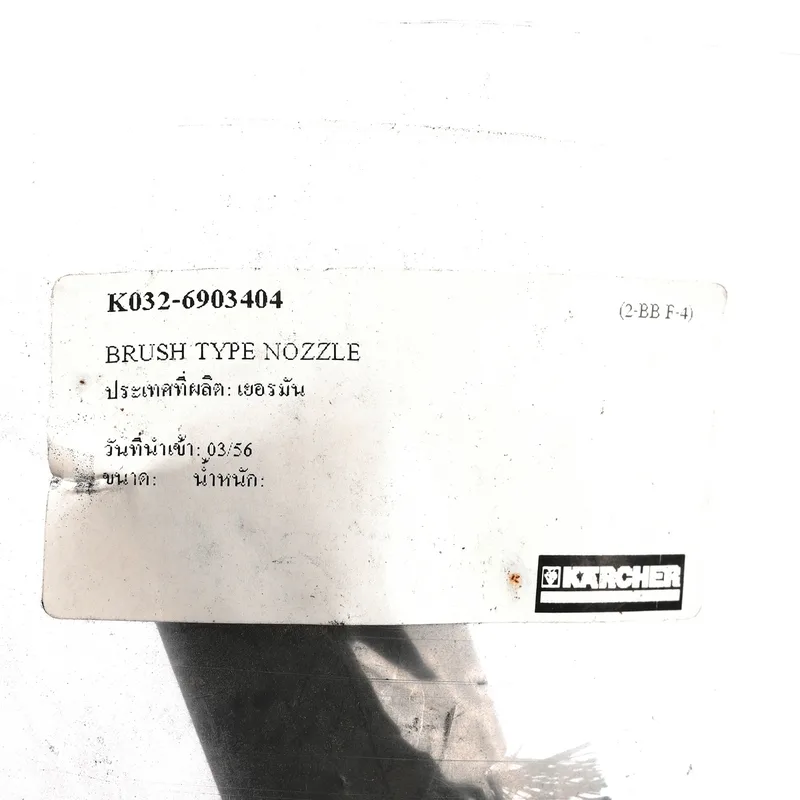 K032-6903404
(2-BB F-4)
BRUSH TYPE NOZZLE
ประเทศที่ผลิต: เยอรมัน
วันที่นำเข้า: 03/56
ขนาด: น้ำหนัก:
KÄRCHER